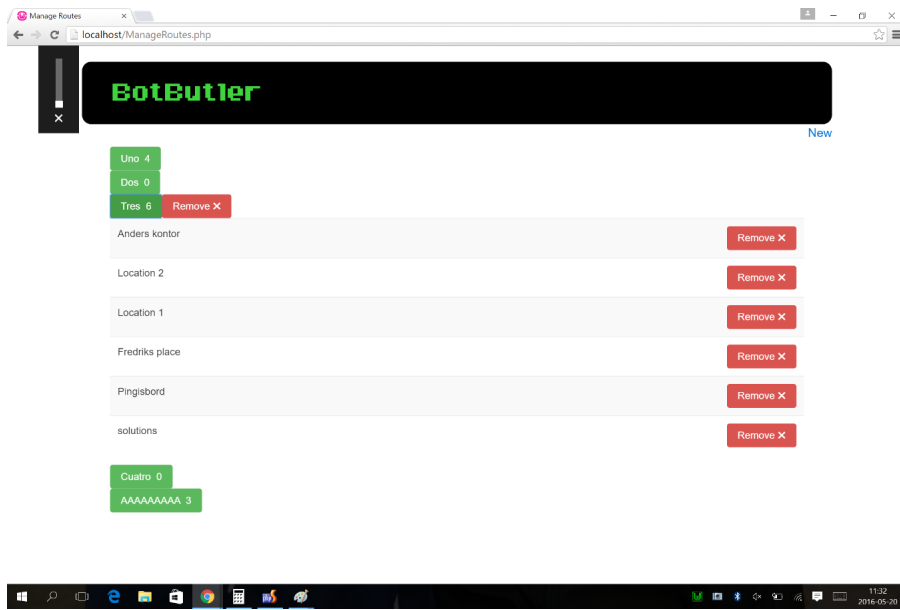 Manage Routes
localhost/ManageRoutes.php
BotButler
New
Uno 4
Dos 0
Tres 6 Remove
Anders kontor Remove
Location 2 Remove
Location 1 Remove
Fredriks place Remove
Pingisbord Remove
solutions Remove
Cuatro 0
AAAAAAAAA 3
11:32
2016-05-20